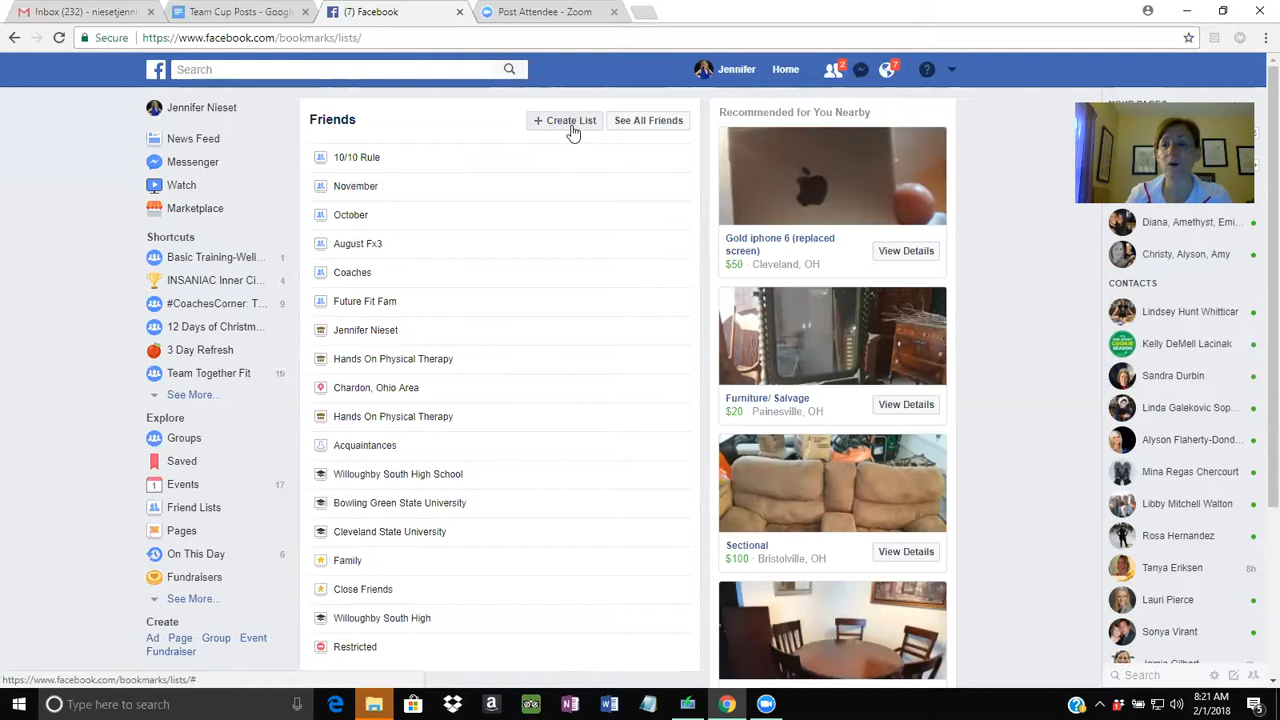 Inbox (32) - niesetjenni
Team Cup Posts - Google
(7) Facebook
Post Attendee - Zoom
Secure
https://www.facebook.com/bookmarks/lists/
Search
Jennifer
Home
2
7
Jennifer Nieset
News Feed
Messenger
Watch
Marketplace
Shortcuts
Basic Training-Well... 1
INSANIAC Inner Ci... 4
#CoachesCorner: T... 9
12 Days of Christm...
3 Day Refresh
Team Together Fit 19
See More...
Explore
Groups
Saved
Events 17
Friend Lists
Pages
On This Day 6
Fundraisers
See More...
Create
Ad Page Group Event
Fundraiser
https://www.facebook.com/bookmarks/lists/#
Friends
+ Create List
See All Friends
10/10 Rule
November
October
August Fx3
Coaches
Future Fit Fam
Jennifer Nieset
Hands On Physical Therapy
Chardon, Ohio Area
Hands On Physical Therapy
Acquaintances
Willoughby South High School
Bowling Green State University
Cleveland State University
Family
Close Friends
Willoughby South High
Restricted
Recommended for You Nearby
Gold iphone 6 (replaced
screen)
$50 · Cleveland, OH
View Details
Furniture/ Salvage
$20 · Painesville, OH
View Details
Sectional
$100 · Bristolville, OH
View Details
Diana, Amethyst, Emi...
Christy, Alyson, Amy
CONTACTS
Lindsey Hunt Whitticar
Kelly DeMell Lacinak
Sandra Durbin
Linda Galekovic Sop...
Alyson Flaherty-Dond...
Mina Regas Chercourt
Libby Mitchell Walton
Rosa Hernandez
Tanya Eriksen 8h
Lauri Pierce
Sonya Virant
Search
Type here to search
8:21 AM
2/1/2018